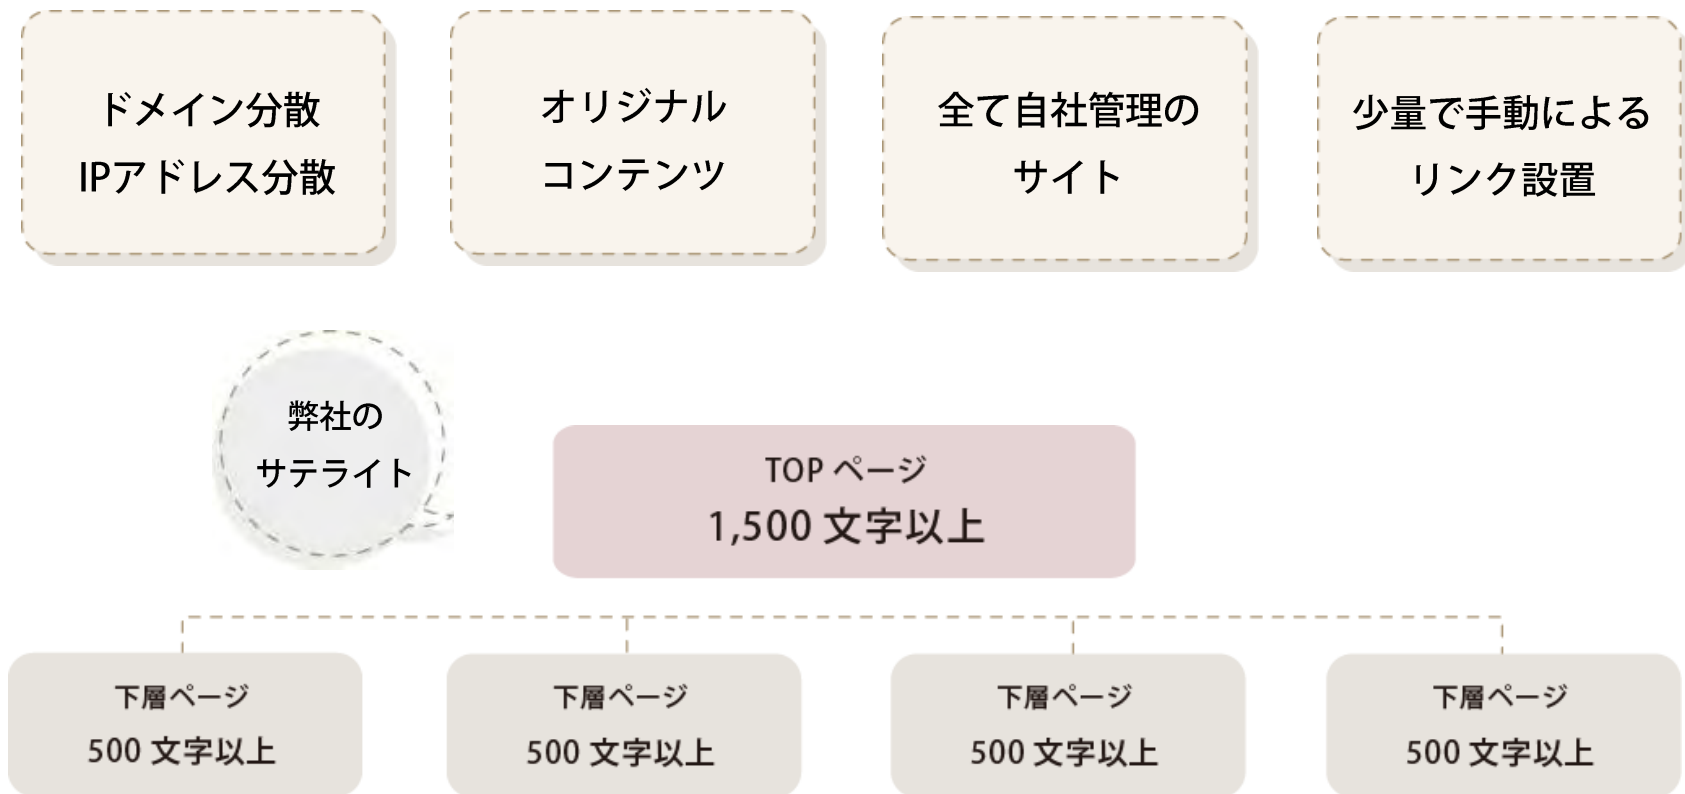 ドメイン分散
IPアドレス分散
オリジナル
コンテンツ
全て自社管理の
サイト
少量で手動による
リンク設置
弊社の
サテライト
TOP ページ
1,500 文字以上
下層ページ
500 文字以上
下層ページ
500 文字以上
下層ページ
500 文字以上
下層ページ
500 文字以上